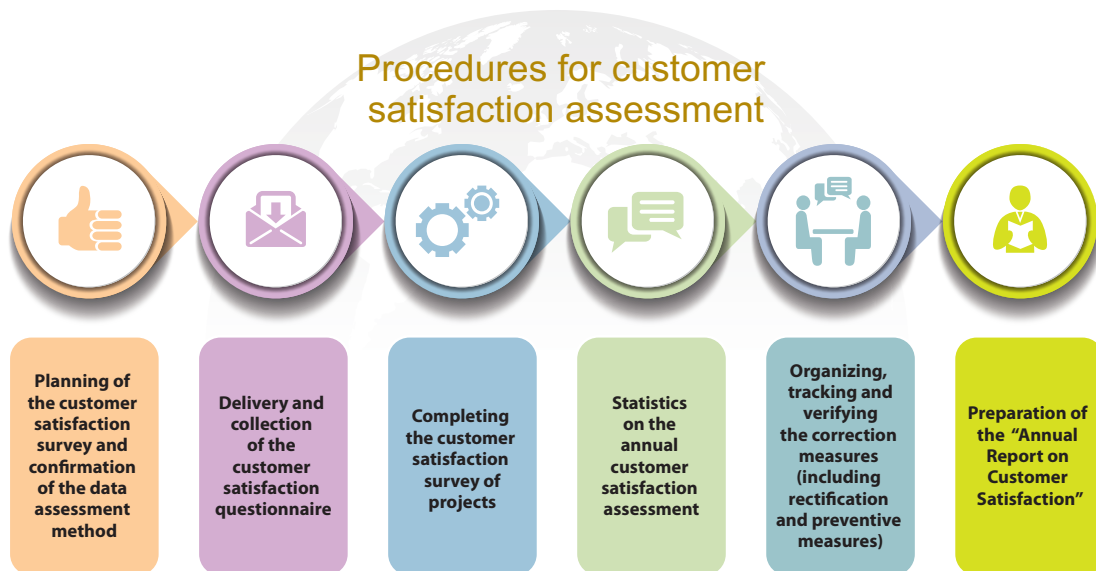 Procedures for customer
satisfaction assessment
Planning of
the customer
satisfaction
survey and
confirmation
of the data
assessment
method
Delivery and
collection
of the
customer
satisfaction
questionnaire
Completing
the customer
satisfaction
survey of
projects
Statistics
on the
annual
customer
satisfaction
assessment
Organizing,
tracking and
verifying
the correction
measures
(including
rectification
and preventive
measures)
Preparation of
the “Annual
Report on
Customer
Satisfaction”